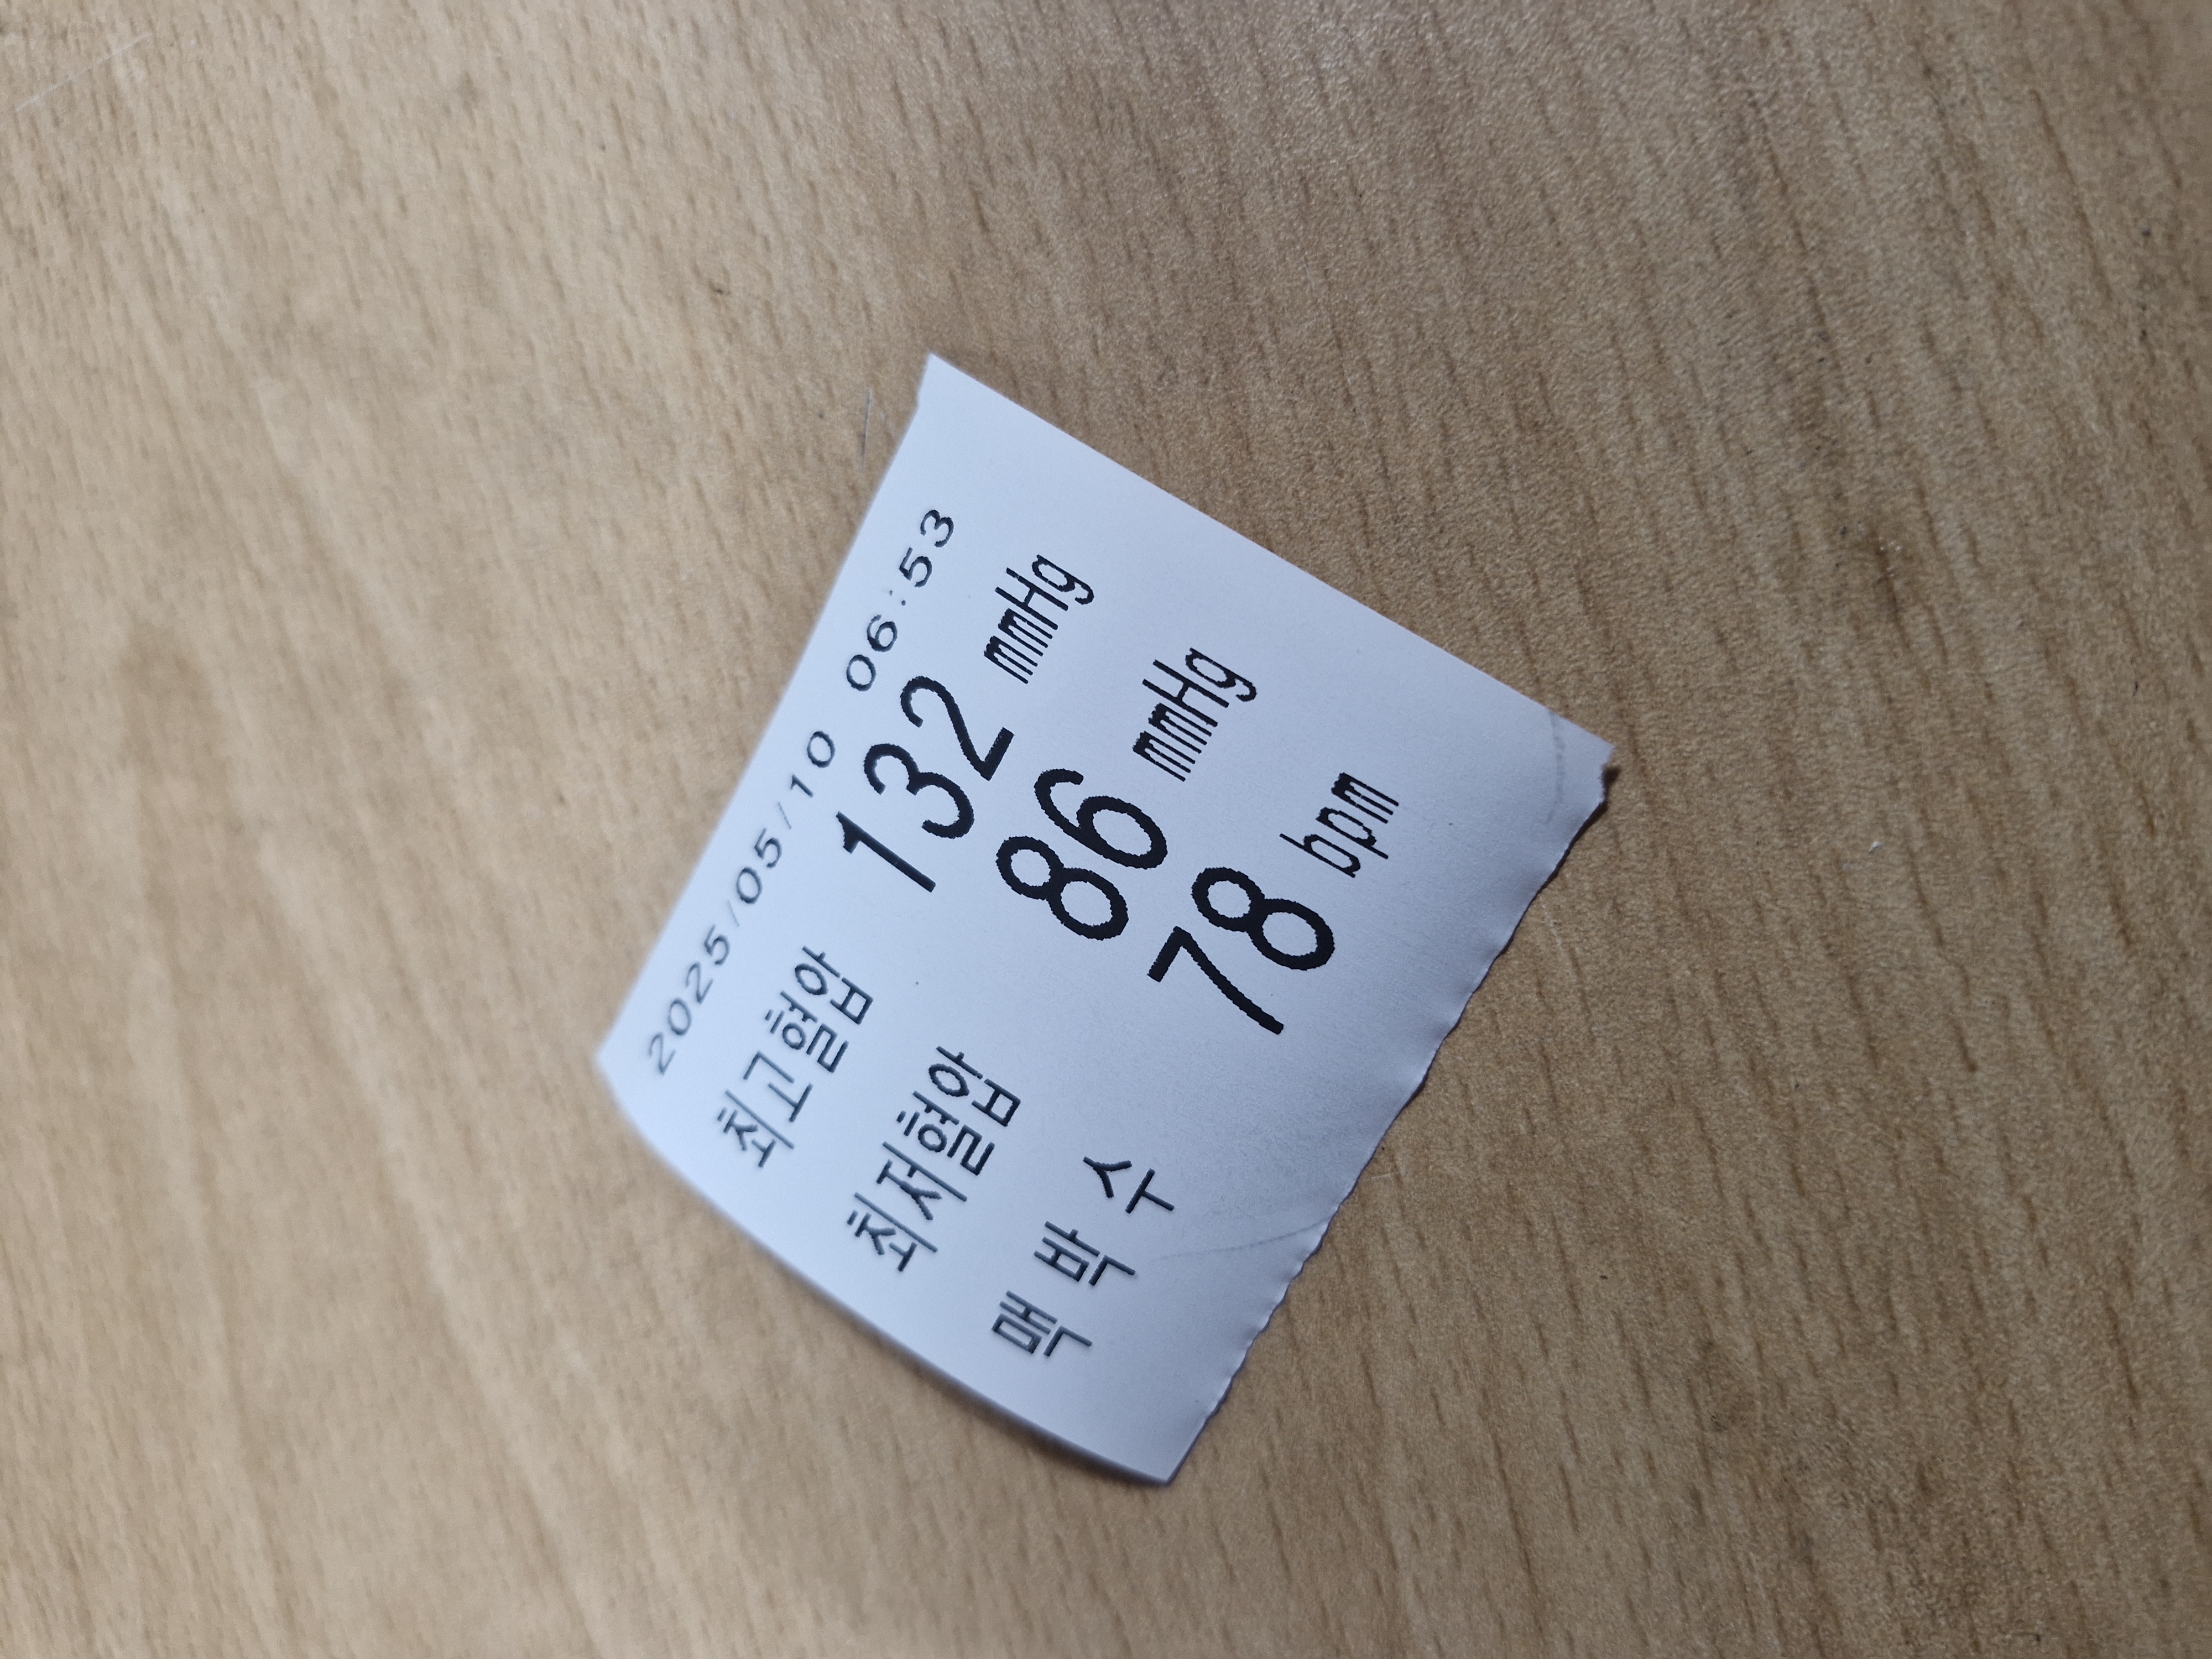 2025/05/10 06:53
최고혈압 132 mmHg
최저혈압 86 mmHg
맥 박 수 78 bpm